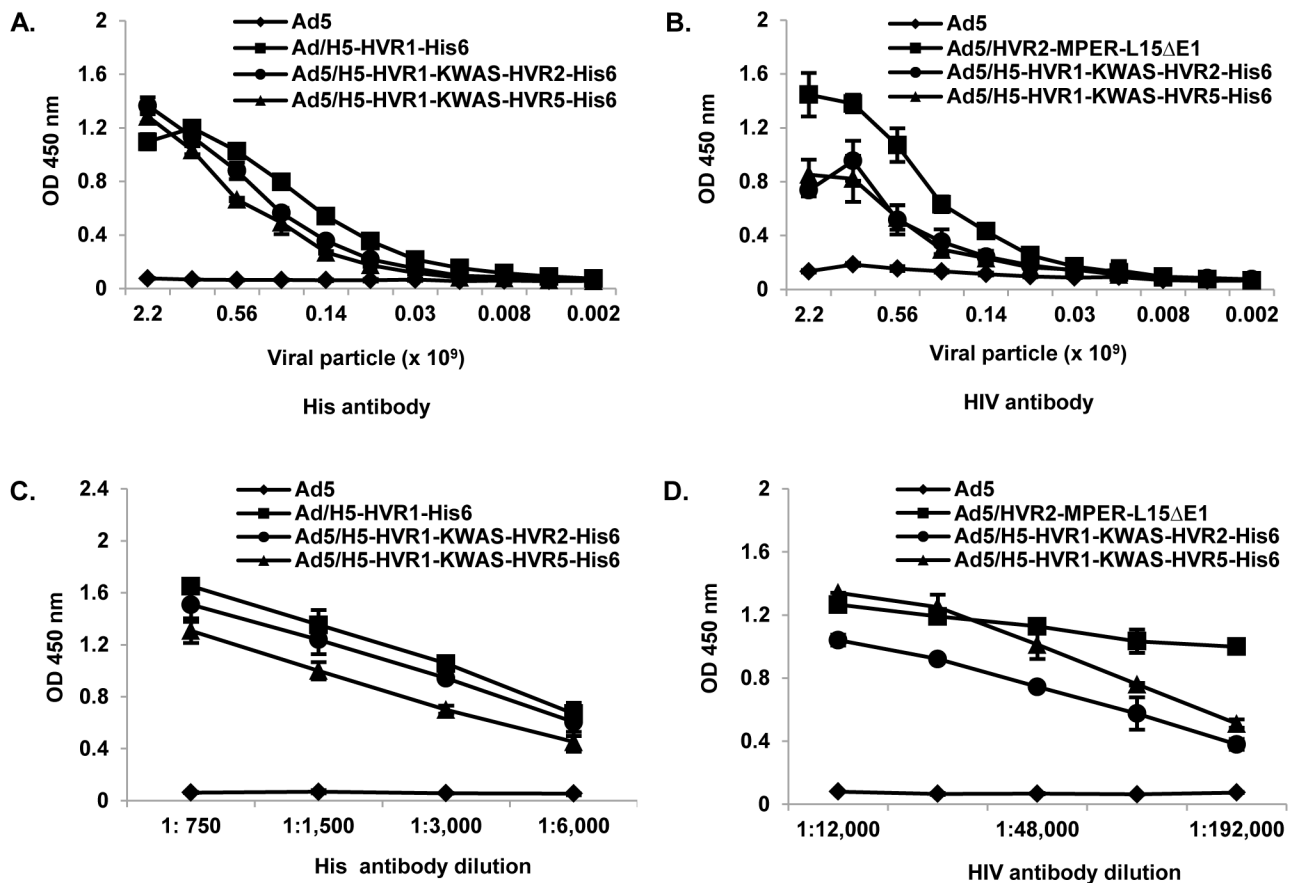 A.
Ad5
Ad/H5-HVR1-His6
Ad5/H5-HVR1-KWAS-HVR2-His6
Ad5/H5-HVR1-KWAS-HVR5-His6
OD 450 nm
2
1.6
1.2
0.8
0.4
0
2.2 0.56 0.14 0.03 0.008 0.002
Viral particle (x 10⁹)
His antibody
B.
Ad5
Ad5/HVR2-MPER-L15ΔE1
Ad5/H5-HVR1-KWAS-HVR2-His6
Ad5/H5-HVR1-KWAS-HVR5-His6
OD 450 nm
2
1.6
1.2
0.8
0.4
0
2.2 0.56 0.14 0.03 0.008 0.002
Viral particle (x 10⁹)
HIV antibody
C.
Ad5
Ad/H5-HVR1-His6
Ad5/H5-HVR1-KWAS-HVR2-His6
Ad5/H5-HVR1-KWAS-HVR5-His6
OD 450 nm
2.4
2
1.6
1.2
0.8
0.4
0
1: 750 1:1,500 1:3,000 1:6,000
His antibody dilution
D.
Ad5
Ad5/HVR2-MPER-L15ΔE1
Ad5/H5-HVR1-KWAS-HVR2-His6
Ad5/H5-HVR1-KWAS-HVR5-His6
OD 450 nm
2
1.6
1.2
0.8
0.4
0
1:12,000 1:48,000 1:192,000
HIV antibody dilution